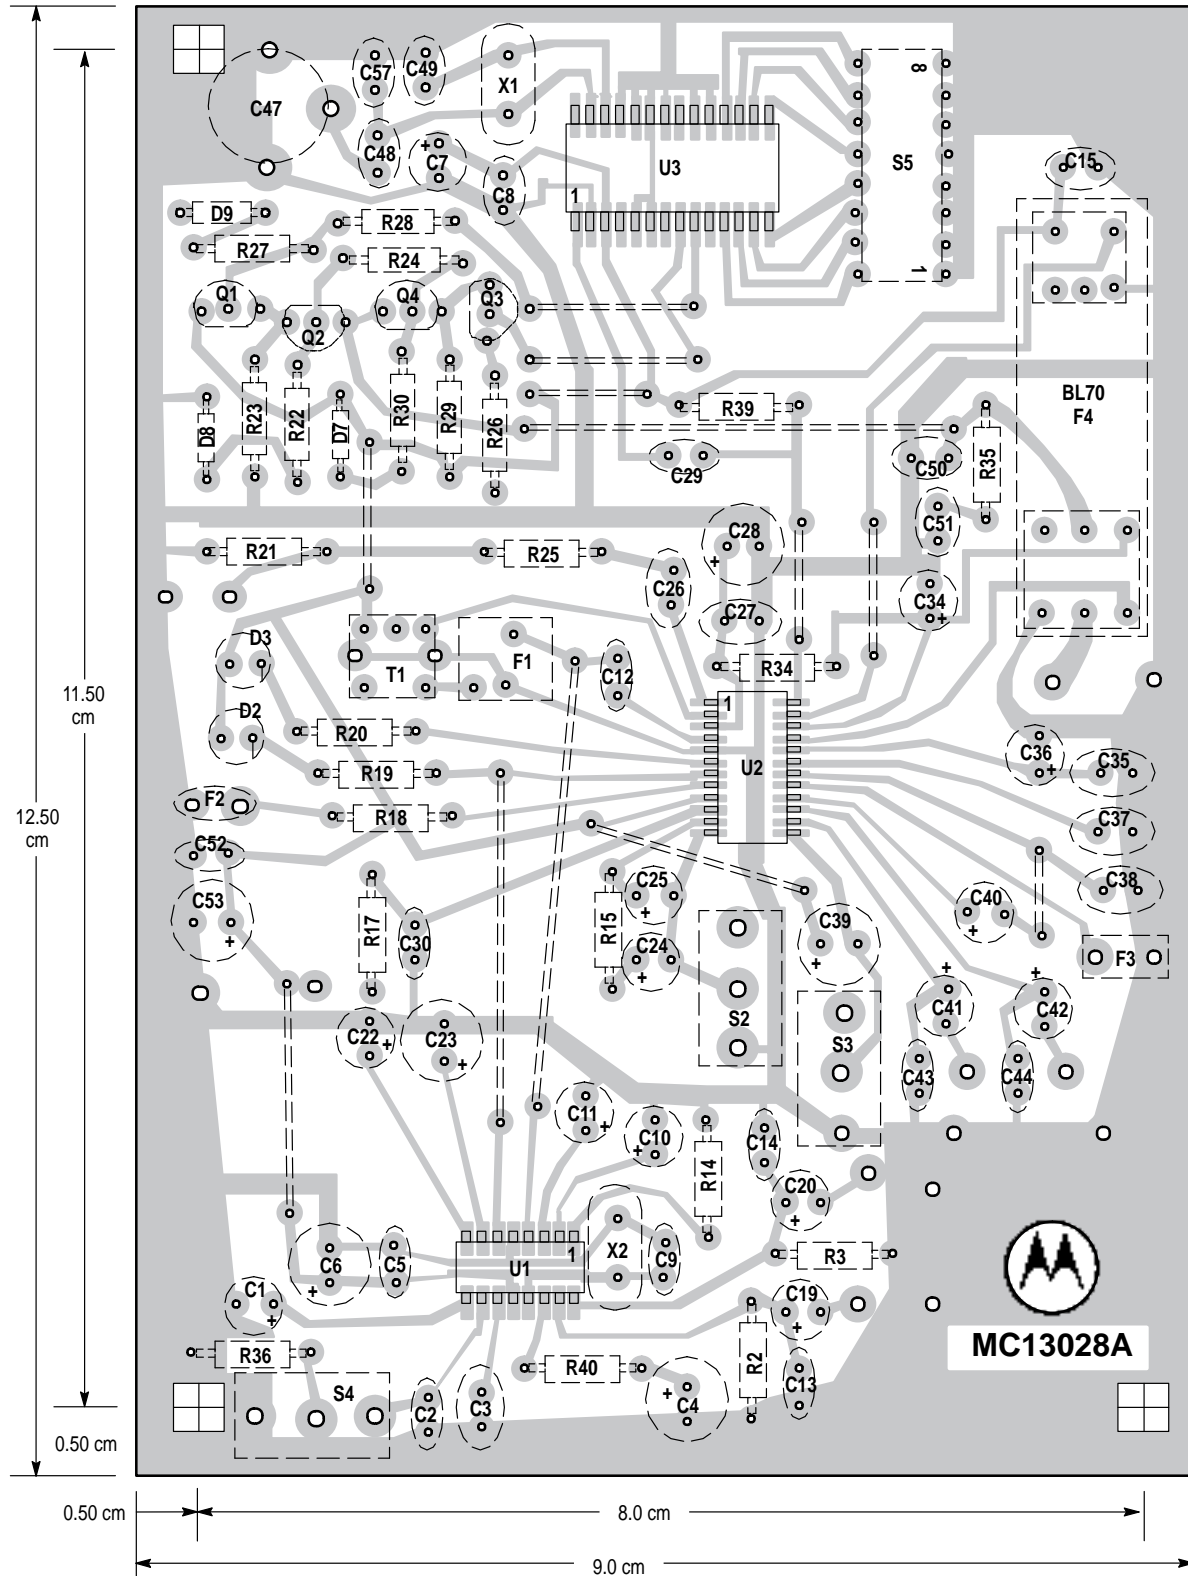 C57
C49
X1
8
C47
C48
+
C7
C8
U3
1
S5
1
C15
D9
R28
R27
R24
Q1
Q2
Q4
Q3
BL70
F4
R39
D8
R23
R22
D7
R30
R29
R26
C29
C50
R35
C51
C28
+
R21
R25
C26
C27
C34
+
D3
T1
F1
C12
R34
11.50
cm
D2
R20
1
U2
C36
+
C35
R19
F2
R18
12.50
cm
C37
C52
C53
+
R17
C30
R15
C25
+
C24
+
C39
+
C40
+
C38
F3
S2
S3
+
C41
+
C42
C22
+
C23
+
C43
C44
C11
+
C10
+
R14
C14
C20
+
C6
+
C5
U1
1
X2
C9
R3
C1
+
C19
+
MC13028A
R36
R40
R2
S4
C2
C3
+
C4
C13
0.50 cm
0.50 cm
8.0 cm
9.0 cm